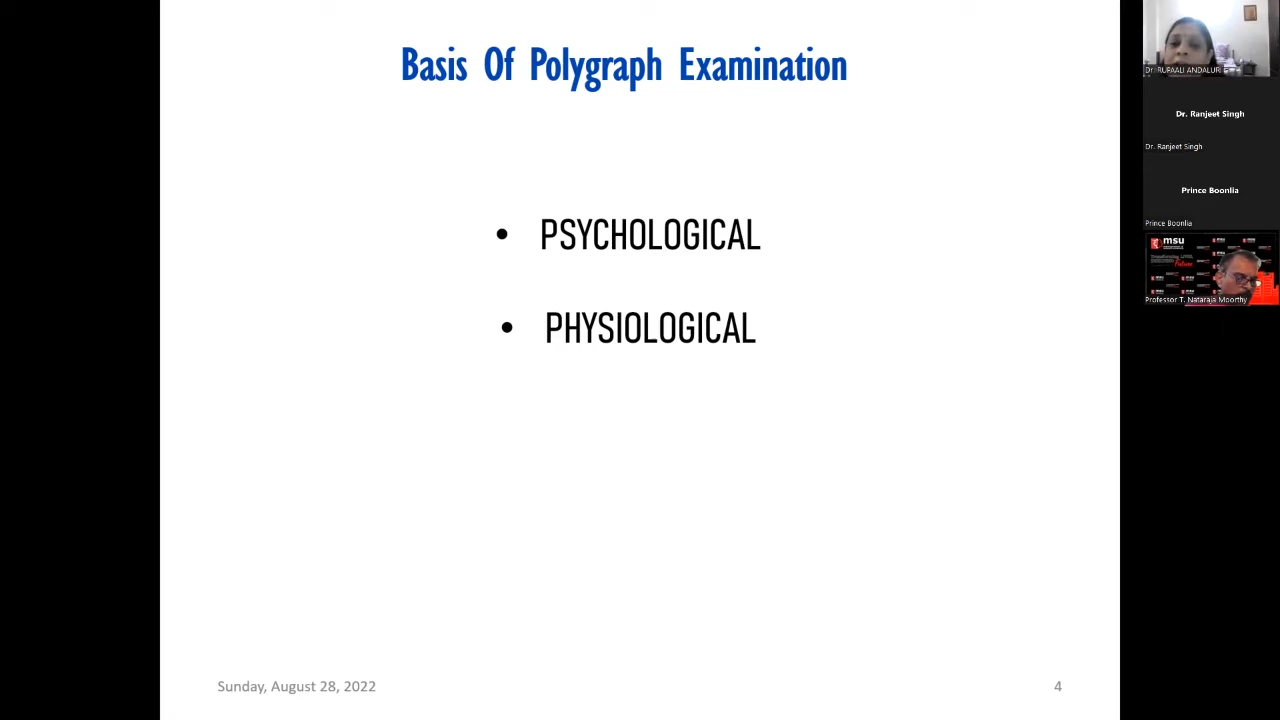 Basis Of Polygraph Examination
• PSYCHOLOGICAL
• PHYSIOLOGICAL
Sunday, August 28, 2022
4
Dr. RUPAALI ANDALURI
Dr. Ranjeet Singh
Dr. Ranjeet Singh
Prince Boonlia
Prince Boonlia
msu
Professor T. Nataraja Moorthy